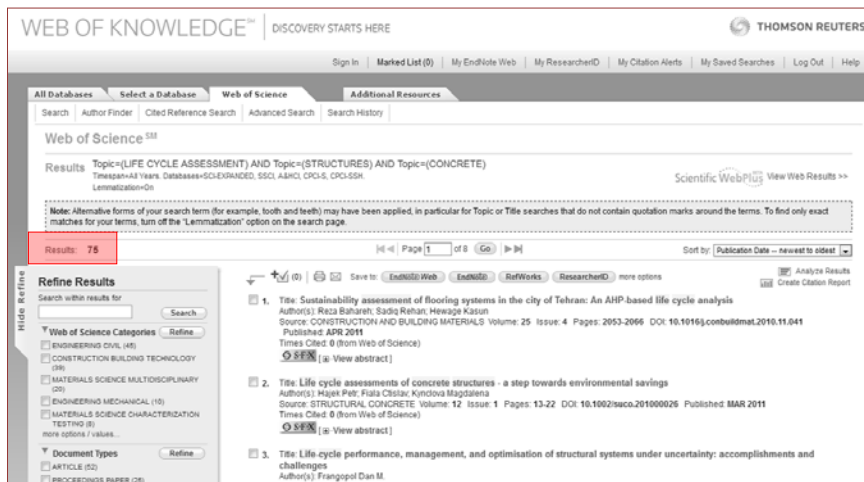 WEB OF KNOWLEDGE℠ | DISCOVERY STARTS HERE
THOMSON REUTERS
Sign In | Marked List (0) | My EndNote Web | My ResearcherID | My Citation Alerts | My Saved Searches | Log Out | Help
All Databases Select a Database Web of Science Additional Resources
Search | Author Finder | Cited Reference Search | Advanced Search | Search History
Web of Science ℠
Results Topic=(LIFE CYCLE ASSESSMENT) AND Topic=(STRUCTURES) AND Topic=(CONCRETE)
Timespan=All Years. Databases=SCI-EXPANDED, SSCI, A&HCI, CPCI-S, CPCI-SSH.
Lemmatization=On
Scientific WebPlus View Web Results >>
Note: Alternative forms of your search term (for example, tooth and teeth) may have been applied, in particular for Topic or Title searches that do not contain quotation marks around the terms. To find only exact
matches for your terms, turn off the "Lemmatization" option on the search page.
Results: 75
Page 1 of 8 Go
Sort by: Publication Date -- newest to oldest
Hide Refine
Refine Results
Search within results for
Search
Web of Science Categories Refine
ENGINEERING CIVIL (45)
CONSTRUCTION BUILDING TECHNOLOGY
(39)
MATERIALS SCIENCE MULTIDISCIPLINARY
(20)
ENGINEERING MECHANICAL (10)
MATERIALS SCIENCE CHARACTERIZATION
TESTING (8)
more options / values...
Document Types Refine
ARTICLE (52)
PROCEEDINGS PAPER (25)
(0) Save to: EndNote Web EndNote RefWorks ResearcherID more options
Analyze Results
Create Citation Report
1. Title: Sustainability assessment of flooring systems in the city of Tehran: An AHP-based life cycle analysis
Author(s): Reza Bahareh; Sadiq Rehan; Hewage Kasun
Source: CONSTRUCTION AND BUILDING MATERIALS Volume: 25 Issue: 4 Pages: 2053-2066 DOI: 10.1016/j.conbuildmat.2010.11.041
Published: APR 2011
Times Cited: 0 (from Web of Science)
S·F·X [ View abstract ]
2. Title: Life cycle assessments of concrete structures - a step towards environmental savings
Author(s): Hajek Petr; Fiala Ctislav; Kynclova Magdalena
Source: STRUCTURAL CONCRETE Volume: 12 Issue: 1 Pages: 13-22 DOI: 10.1002/suco.201000026 Published: MAR 2011
Times Cited: 0 (from Web of Science)
S·F·X [ View abstract ]
3. Title: Life-cycle performance, management, and optimisation of structural systems under uncertainty: accomplishments and
challenges
Author(s): Frangopol Dan M.